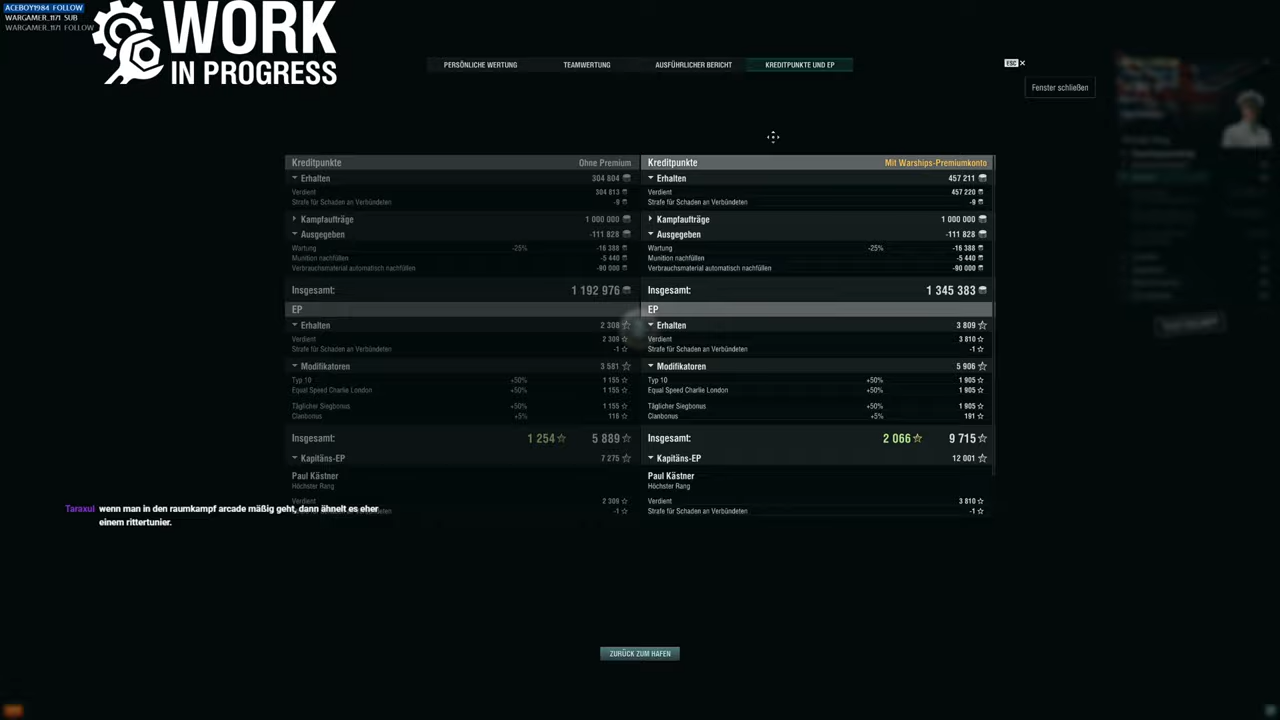 ACEBOY1984 FOLLOW
WARGAMER_1171 SUB
WARGAMER_1171 FOLLOW
WORK
IN PROGRESS
PERSÖNLICHE WERTUNG TEAMWERTUNG AUSFÜHRLICHER BERICHT KREDITPUNKTE UND EP
ESC
Fenster schließen
Kreditpunkte Ohne Premium Kreditpunkte Mit Warships-Premiumkonto
Erhalten 304 804 Erhalten 457 211
Verdient 304 813 Verdient 457 220
Strafe für Schaden an Verbündeten -9 Strafe für Schaden an Verbündeten -9
Kampfaufträge 1 000 000 Kampfaufträge 1 000 000
Ausgegeben -111 828 Ausgegeben -111 828
Wartung -25% -16 388 Wartung -25% -16 388
Munition nachfüllen -5 440 Munition nachfüllen -5 440
Verbrauchsmaterial automatisch nachfüllen -90 000 Verbrauchsmaterial automatisch nachfüllen -90 000
Insgesamt: 1 192 976 Insgesamt: 1 345 383
EP EP
Erhalten 2 308 Erhalten 3 809
Verdient 2 309 Verdient 3 810
Strafe für Schaden an Verbündeten -1 Strafe für Schaden an Verbündeten -1
Modifikatoren 3 581 Modifikatoren 5 906
Typ 10 +50% 1 155 Typ 10 +50% 1 905
Equal Speed Charlie London +50% 1 155 Equal Speed Charlie London +50% 1 905
Täglicher Siegbonus +50% 1 155 Täglicher Siegbonus +50% 1 905
Clanbonus +5% 116 Clanbonus +5% 191
Insgesamt: 1 254 5 889 Insgesamt: 2 066 9 715
Kapitäns-EP 7 275 Kapitäns-EP 12 001
Paul Kästner Paul Kästner
Höchster Rang Höchster Rang
Verdient 2 309 Verdient 3 810
Strafe für Schaden an Verbündeten -1 Strafe für Schaden an Verbündeten -1
Taraxul wenn man in den raumkampf arcade mäßig geht, dann ähnelt es eher
einem rittertunier.
ZURÜCK ZUM HAFEN